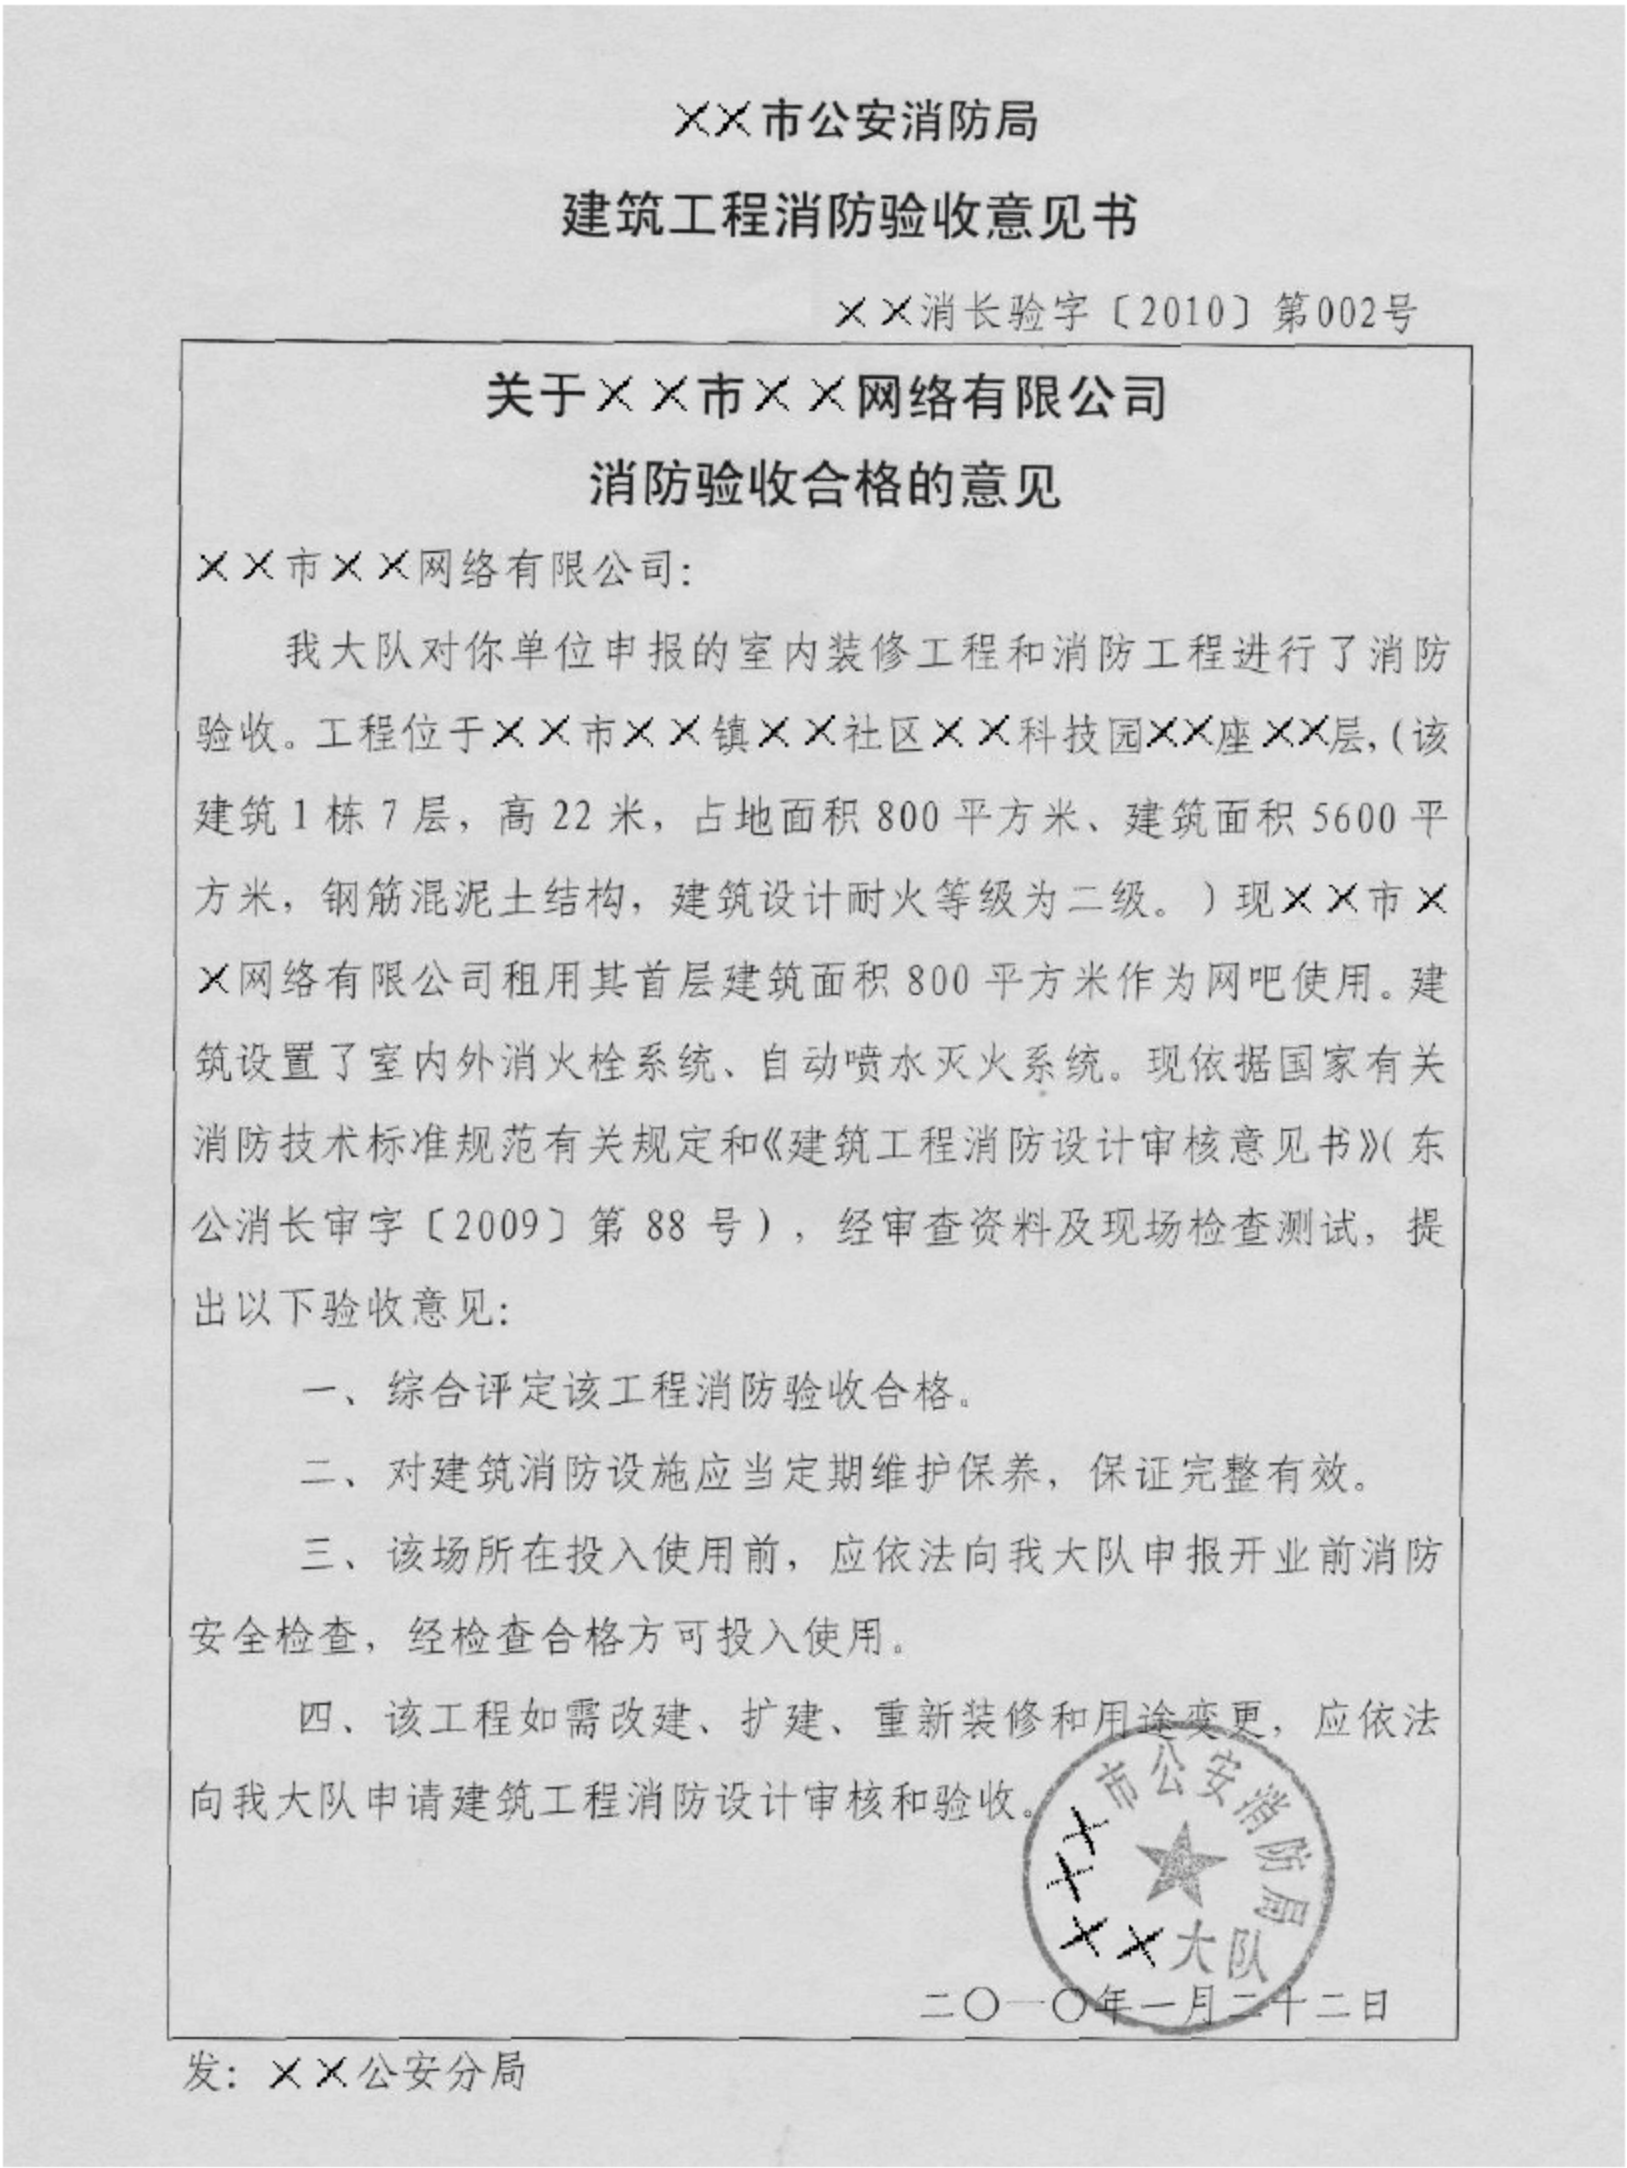 ××市公安消防局
建筑工程消防验收意见书
××消长验字〔2010〕第002号
关于××市××网络有限公司
消防验收合格的意见
××市××网络有限公司：
我大队对你单位申报的室内装修工程和消防工程进行了消防
验收。工程位于××市××镇××社区××科技园××座××层，（该
建筑1栋7层，高22米，占地面积800平方米、建筑面积5600平
方米，钢筋混泥土结构，建筑设计耐火等级为二级。）现××市×
×网络有限公司租用其首层建筑面积800平方米作为网吧使用。建
筑设置了室内外消火栓系统、自动喷水灭火系统。现依据国家有关
消防技术标准规范有关规定和《建筑工程消防设计审核意见书》（东
公消长审字〔2009〕第88号），经审查资料及现场检查测试，提
出以下验收意见：
一、综合评定该工程消防验收合格。
二、对建筑消防设施应当定期维护保养，保证完整有效。
三、该场所在投入使用前，应依法向我大队申报开业前消防
安全检查，经检查合格方可投入使用。
四、该工程如需改建、扩建、重新装修和用途变更，应依法
向我大队申请建筑工程消防设计审核和验收。
××市公安消防局
××大队
二〇一〇年一月二十二日
发：××公安分局